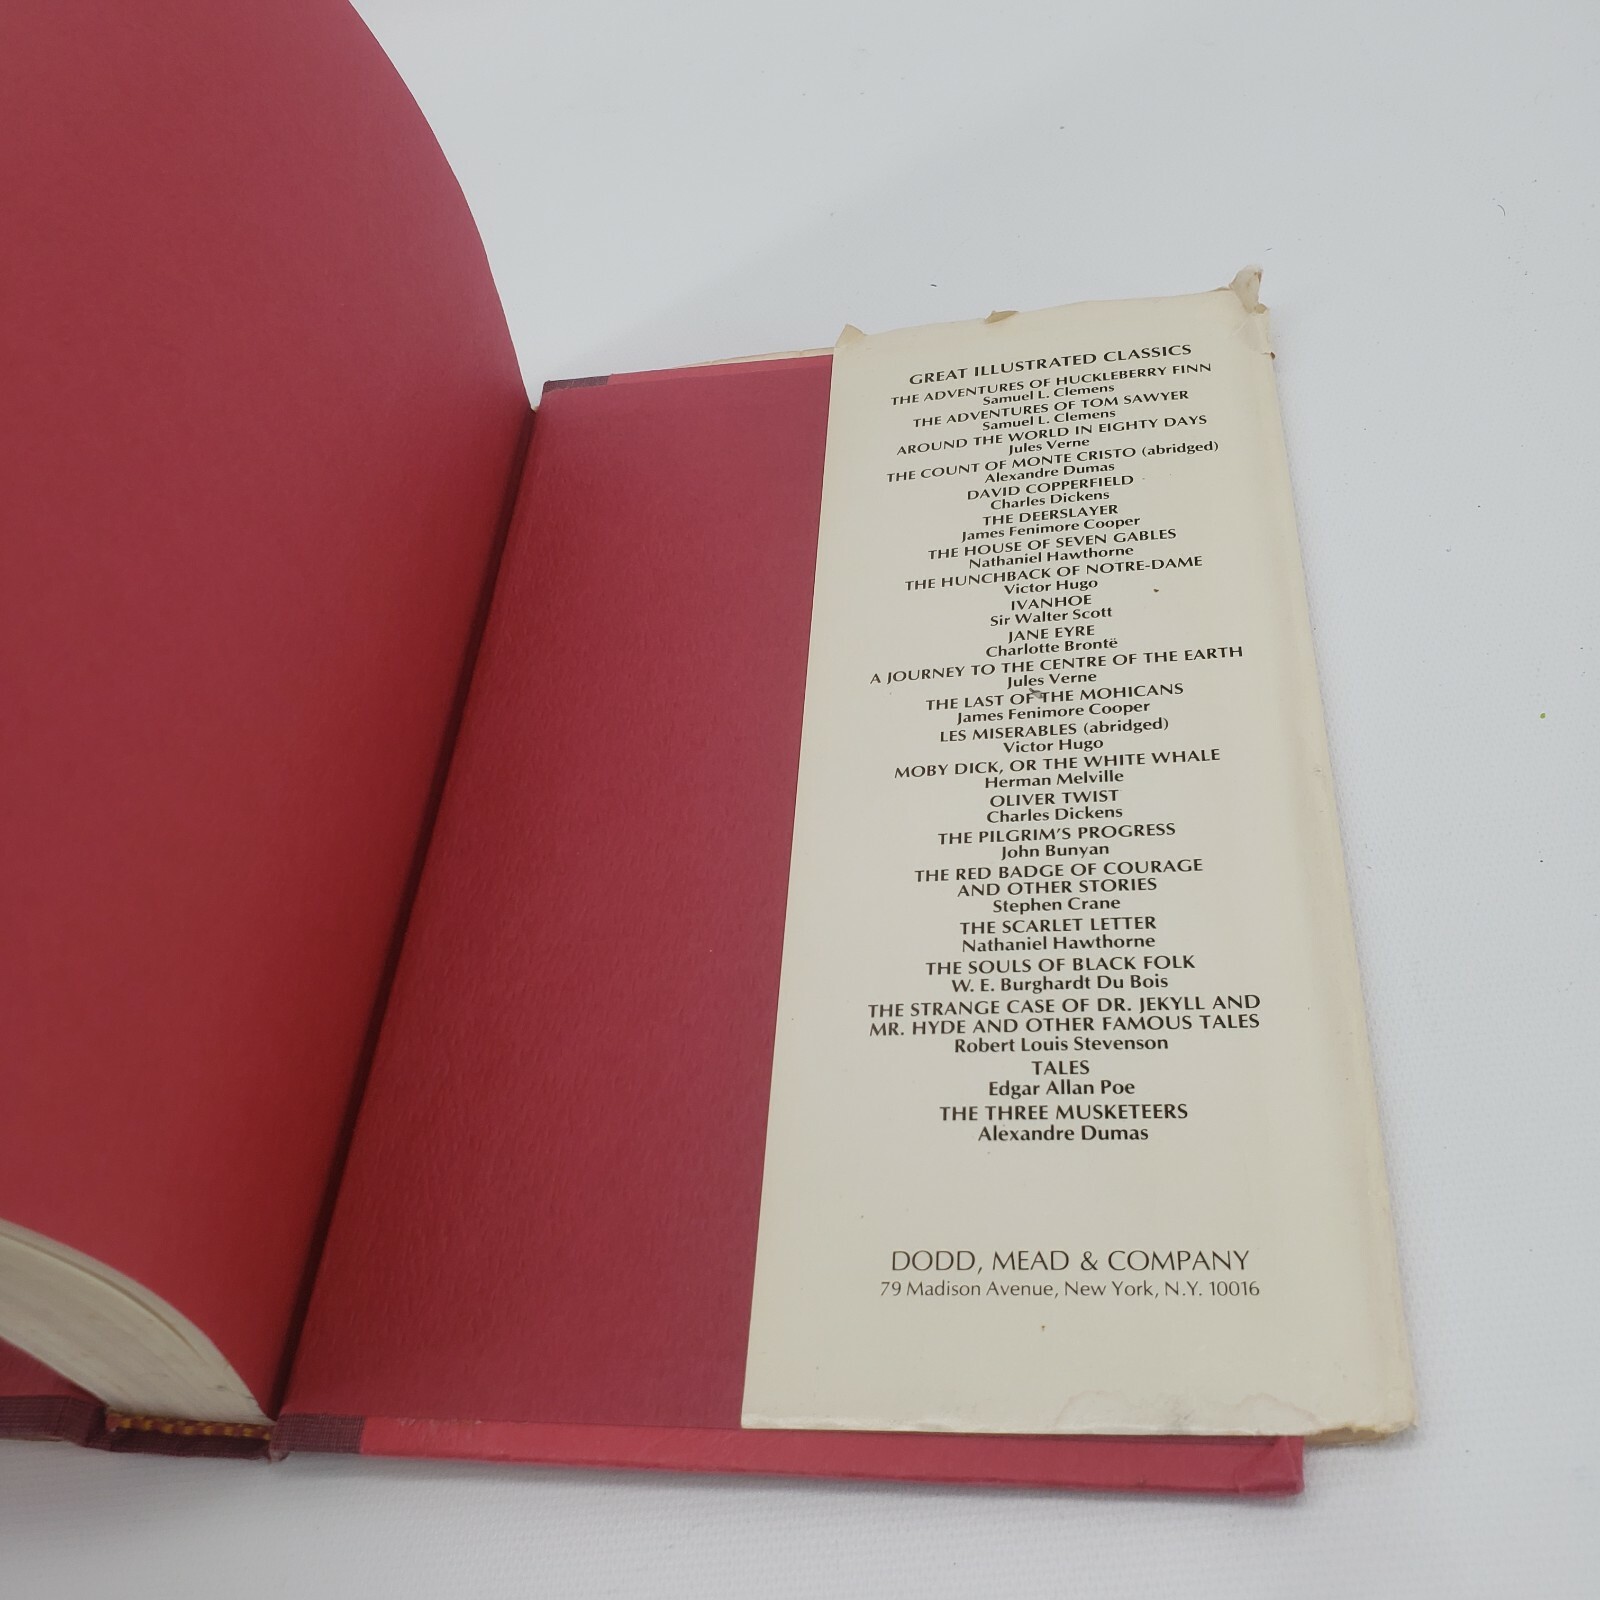 GREAT ILLUSTRATED CLASSICS
THE ADVENTURES OF HUCKLEBERRY FINN
Samuel L. Clemens
THE ADVENTURES OF TOM SAWYER
Samuel L. Clemens
AROUND THE WORLD IN EIGHTY DAYS
Jules Verne
THE COUNT OF MONTE CRISTO (abridged)
Alexandre Dumas
DAVID COPPERFIELD
Charles Dickens
THE DEERSLAYER
James Fenimore Cooper
THE HOUSE OF SEVEN GABLES
Nathaniel Hawthorne
THE HUNCHBACK OF NOTRE-DAME
Victor Hugo
IVANHOE
Sir Walter Scott
JANE EYRE
Charlotte Brontë
A JOURNEY TO THE CENTRE OF THE EARTH
Jules Verne
THE LAST OF THE MOHICANS
James Fenimore Cooper
LES MISERABLES (abridged)
Victor Hugo
MOBY DICK, OR THE WHITE WHALE
Herman Melville
OLIVER TWIST
Charles Dickens
THE PILGRIM'S PROGRESS
John Bunyan
THE RED BADGE OF COURAGE
AND OTHER STORIES
Stephen Crane
THE SCARLET LETTER
Nathaniel Hawthorne
THE SOULS OF BLACK FOLK
W. E. Burghardt Du Bois
THE STRANGE CASE OF DR. JEKYLL AND
MR. HYDE AND OTHER FAMOUS TALES
Robert Louis Stevenson
TALES
Edgar Allan Poe
THE THREE MUSKETEERS
Alexandre Dumas
DODD, MEAD & COMPANY
79 Madison Avenue, New York, N.Y. 10016